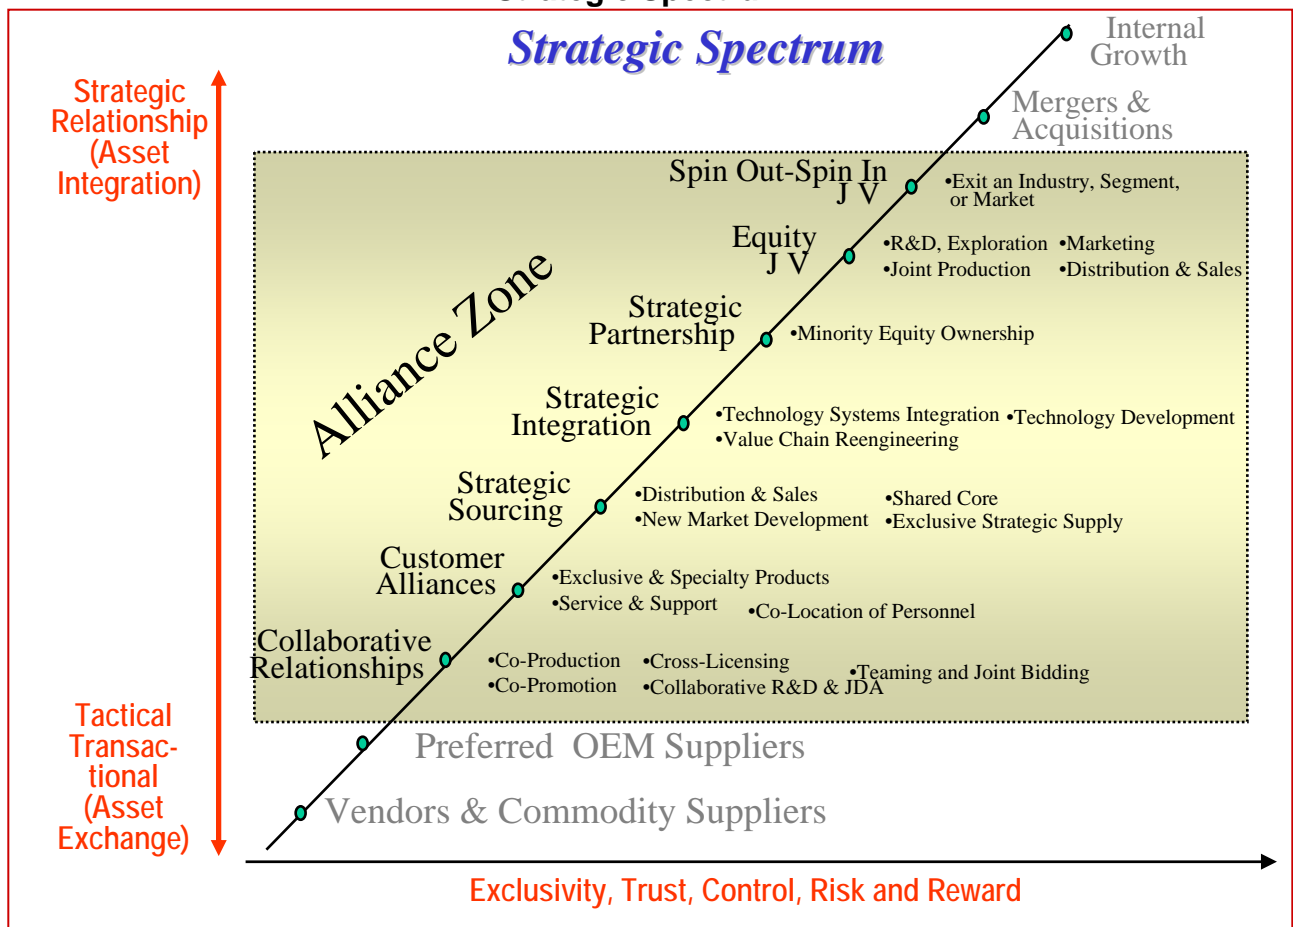 Strategic Spectrum
Strategic Spectrum
Internal
Growth
Strategic
Relationship
(Asset
Integration)
Mergers &
Acquisitions
Spin Out-Spin In
J V
•Exit an Industry, Segment,
or Market
Equity
J V
•R&D, Exploration
•Joint Production
•Marketing
•Distribution & Sales
Alliance Zone
Strategic
Partnership
•Minority Equity Ownership
Strategic
Integration
•Technology Systems Integration
•Value Chain Reengineering
•Technology Development
Strategic
Sourcing
•Distribution & Sales
•New Market Development
•Shared Core
•Exclusive Strategic Supply
Customer
Alliances
•Exclusive & Specialty Products
•Service & Support
•Co-Location of Personnel
Collaborative
Relationships
•Co-Production
•Co-Promotion
•Cross-Licensing
•Collaborative R&D & JDA
•Teaming and Joint Bidding
Tactical
Transac-
tional
(Asset
Exchange)
Preferred OEM Suppliers
Vendors & Commodity Suppliers
Exclusivity, Trust, Control, Risk and Reward